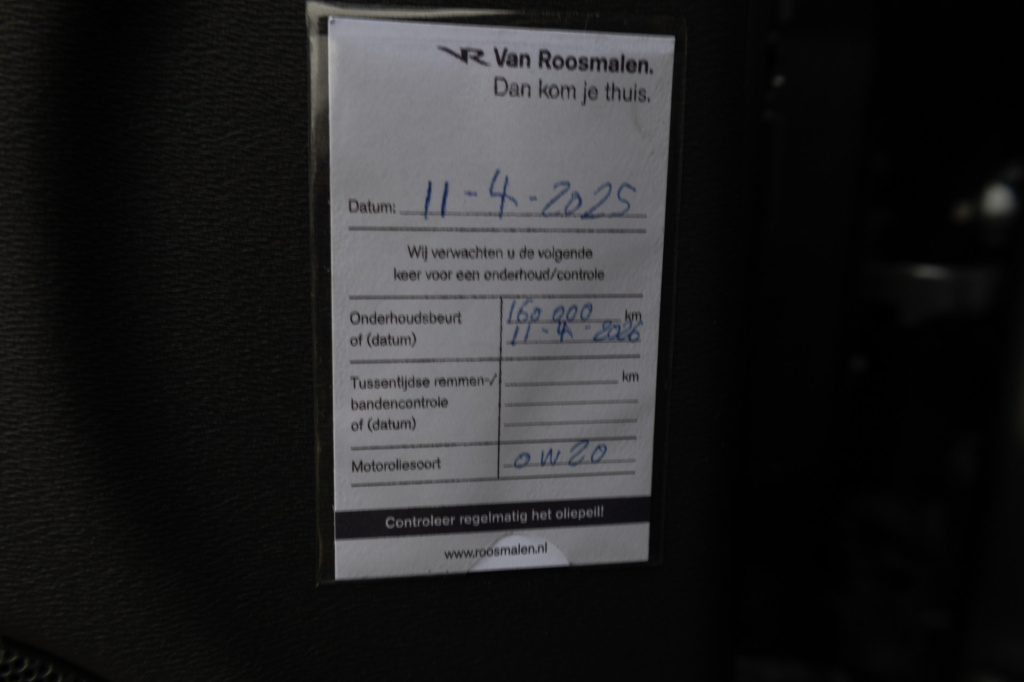 VR Van Roosmalen.
Dan kom je thuis.
Datum: 11-4-2025
Wij verwachten u de volgende
keer voor een onderhoud/controle
Onderhoudsbeurt 160 000 km
of (datum) 11-4-2026
Tussentijdse remmen-/ km
bandencontrole
of (datum)
Motoroliesoort 0W20
Controleer regelmatig het oliepeil!
www.roosmalen.nl